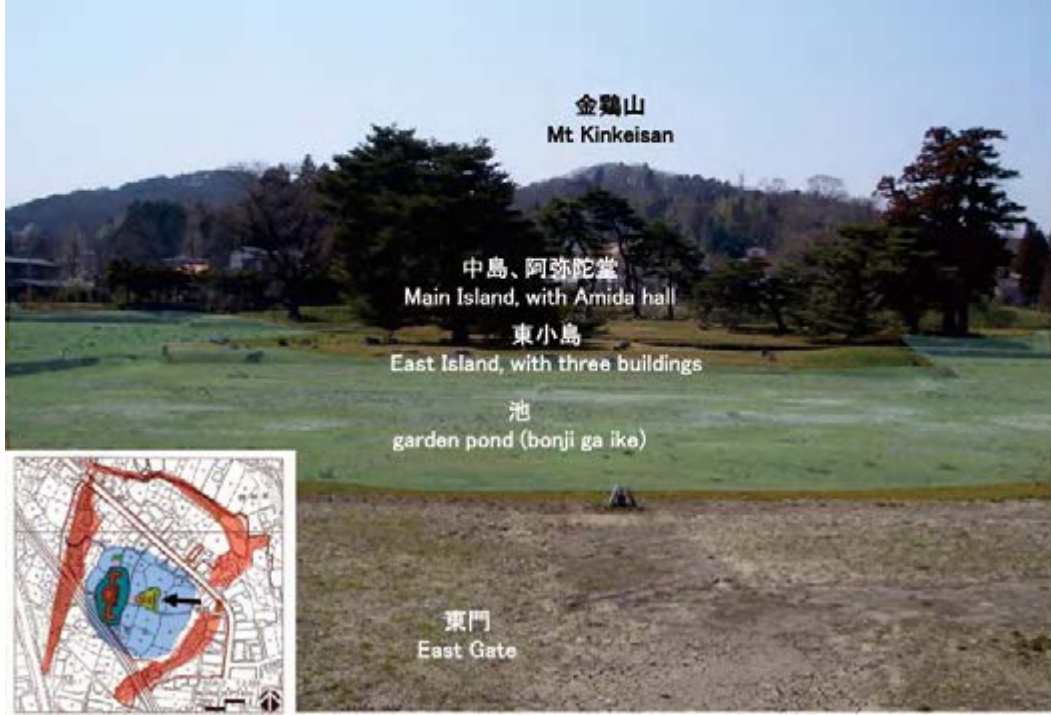 金鶏山
Mt Kinkeisan
中島、阿弥陀堂
Main Island, with Amida hall
東小島
East Island, with three buildings
池
garden pond (bonji ga ike)
東門
East Gate